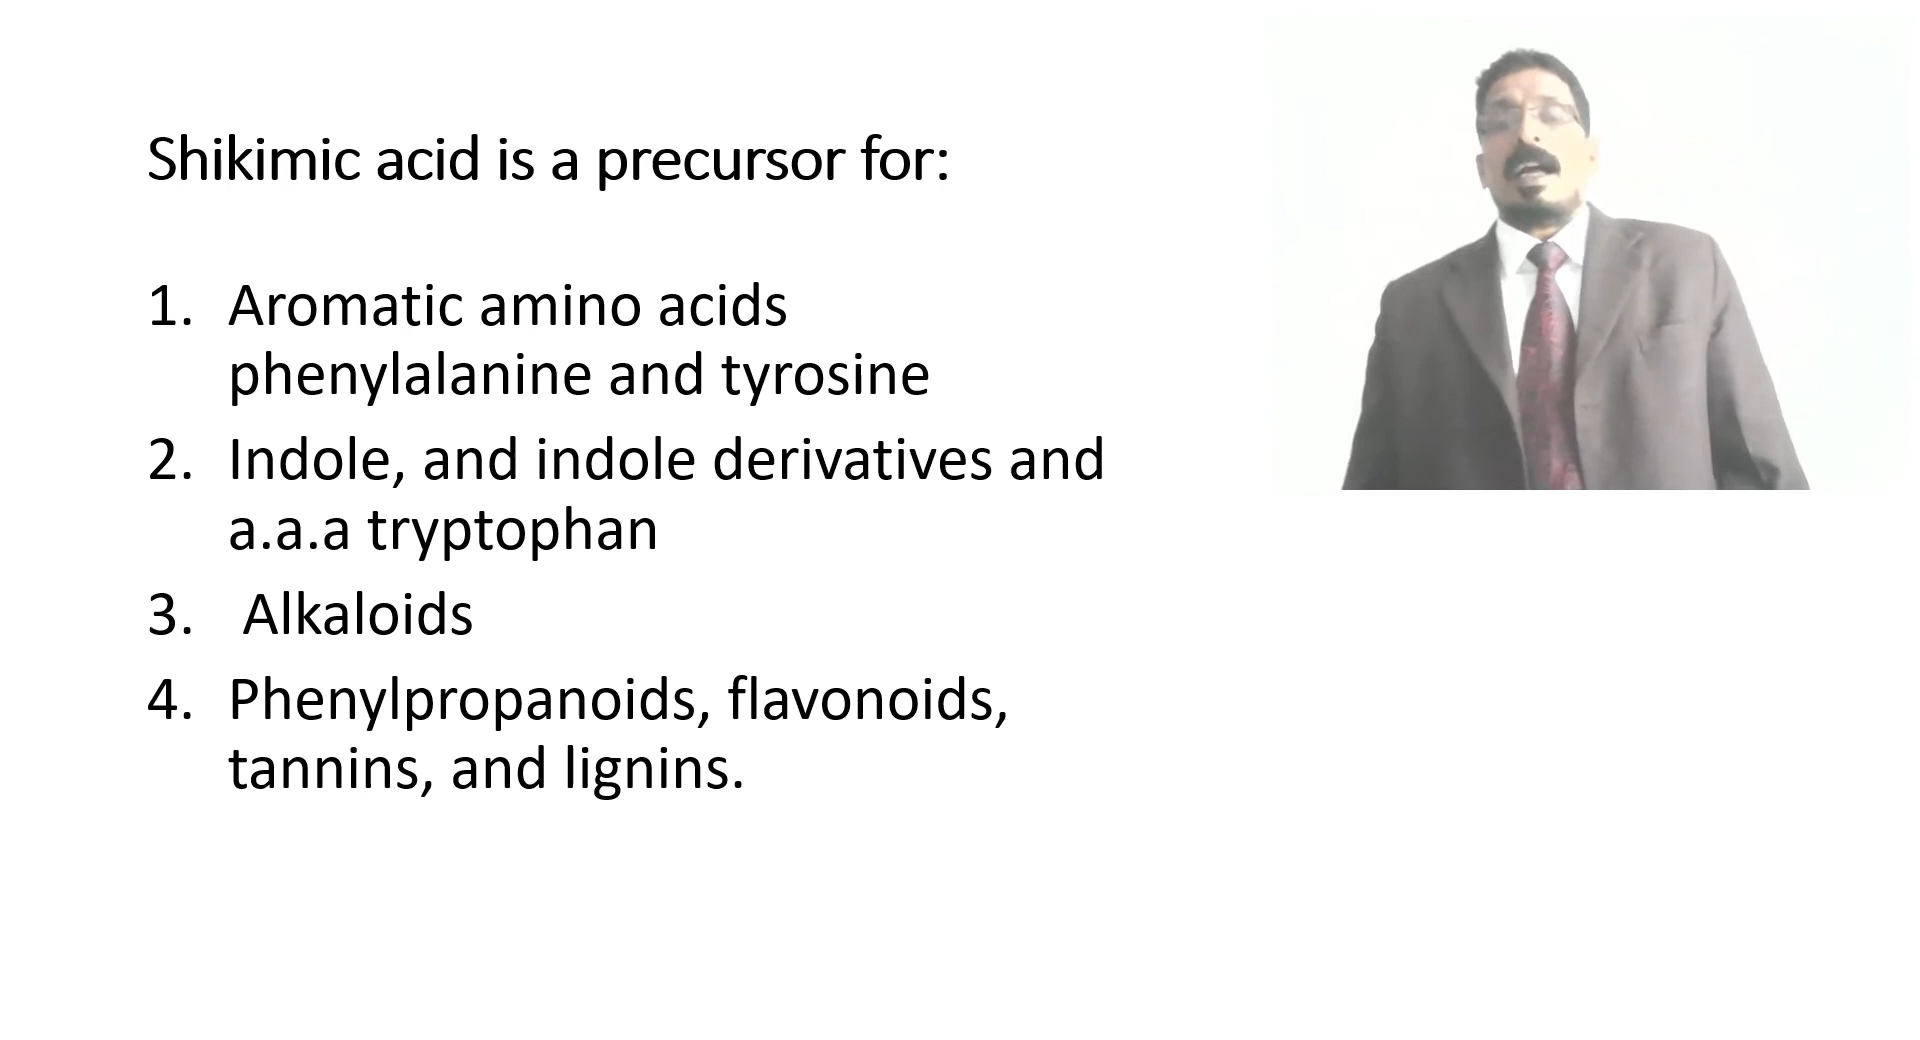 Shikimic acid is a precursor for:
1. Aromatic amino acids
phenylalanine and tyrosine
2. Indole, and indole derivatives and
a.a.a tryptophan
3. Alkaloids
4. Phenylpropanoids, flavonoids,
tannins, and lignins.